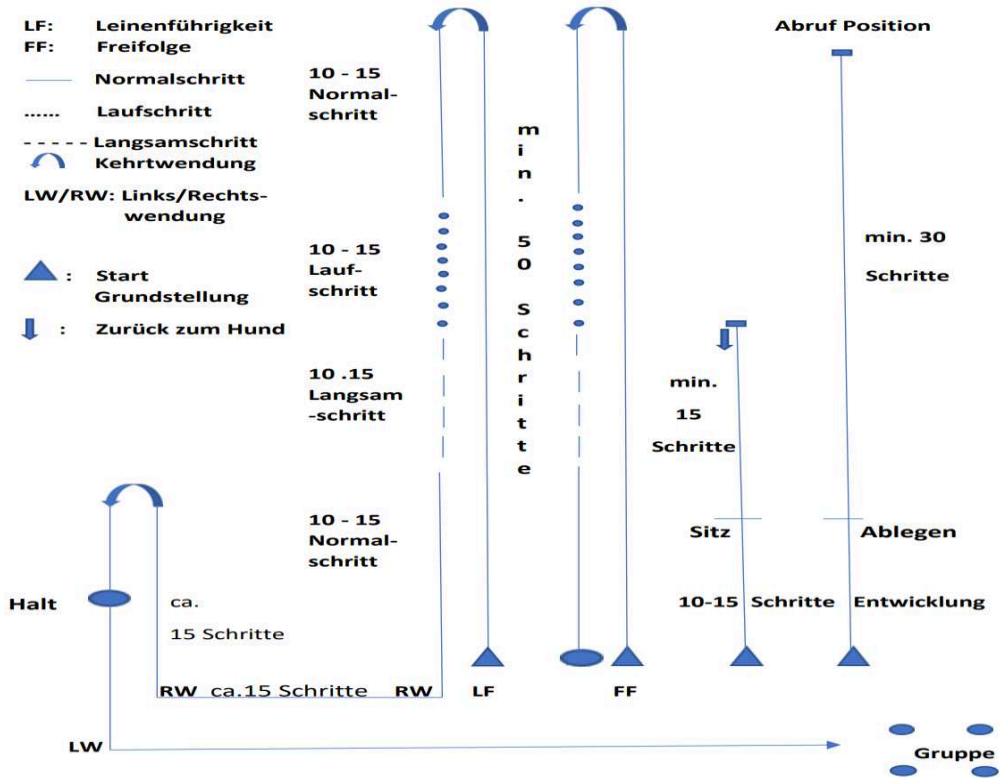 LF: Leinenführigkeit
FF: Freifolge
Normalschritt
...... Laufschritt
- - - - - Langsamschritt
Kehrtwendung
LW/RW: Links/Rechts-
wendung
: Start
Grundstellung
: Zurück zum Hund
10 - 15
Normal-
schritt
10 - 15
Lauf-
schritt
10 .15
Langsam
-schritt
10 - 15
Normal-
schritt
min. 50 Schritte
Abruf Position
min. 30
Schritte
min.
15
Schritte
Sitz
Ablegen
10-15 Schritte Entwicklung
Halt
ca.
15 Schritte
RW ca.15 Schritte RW LF FF
LW
Gruppe